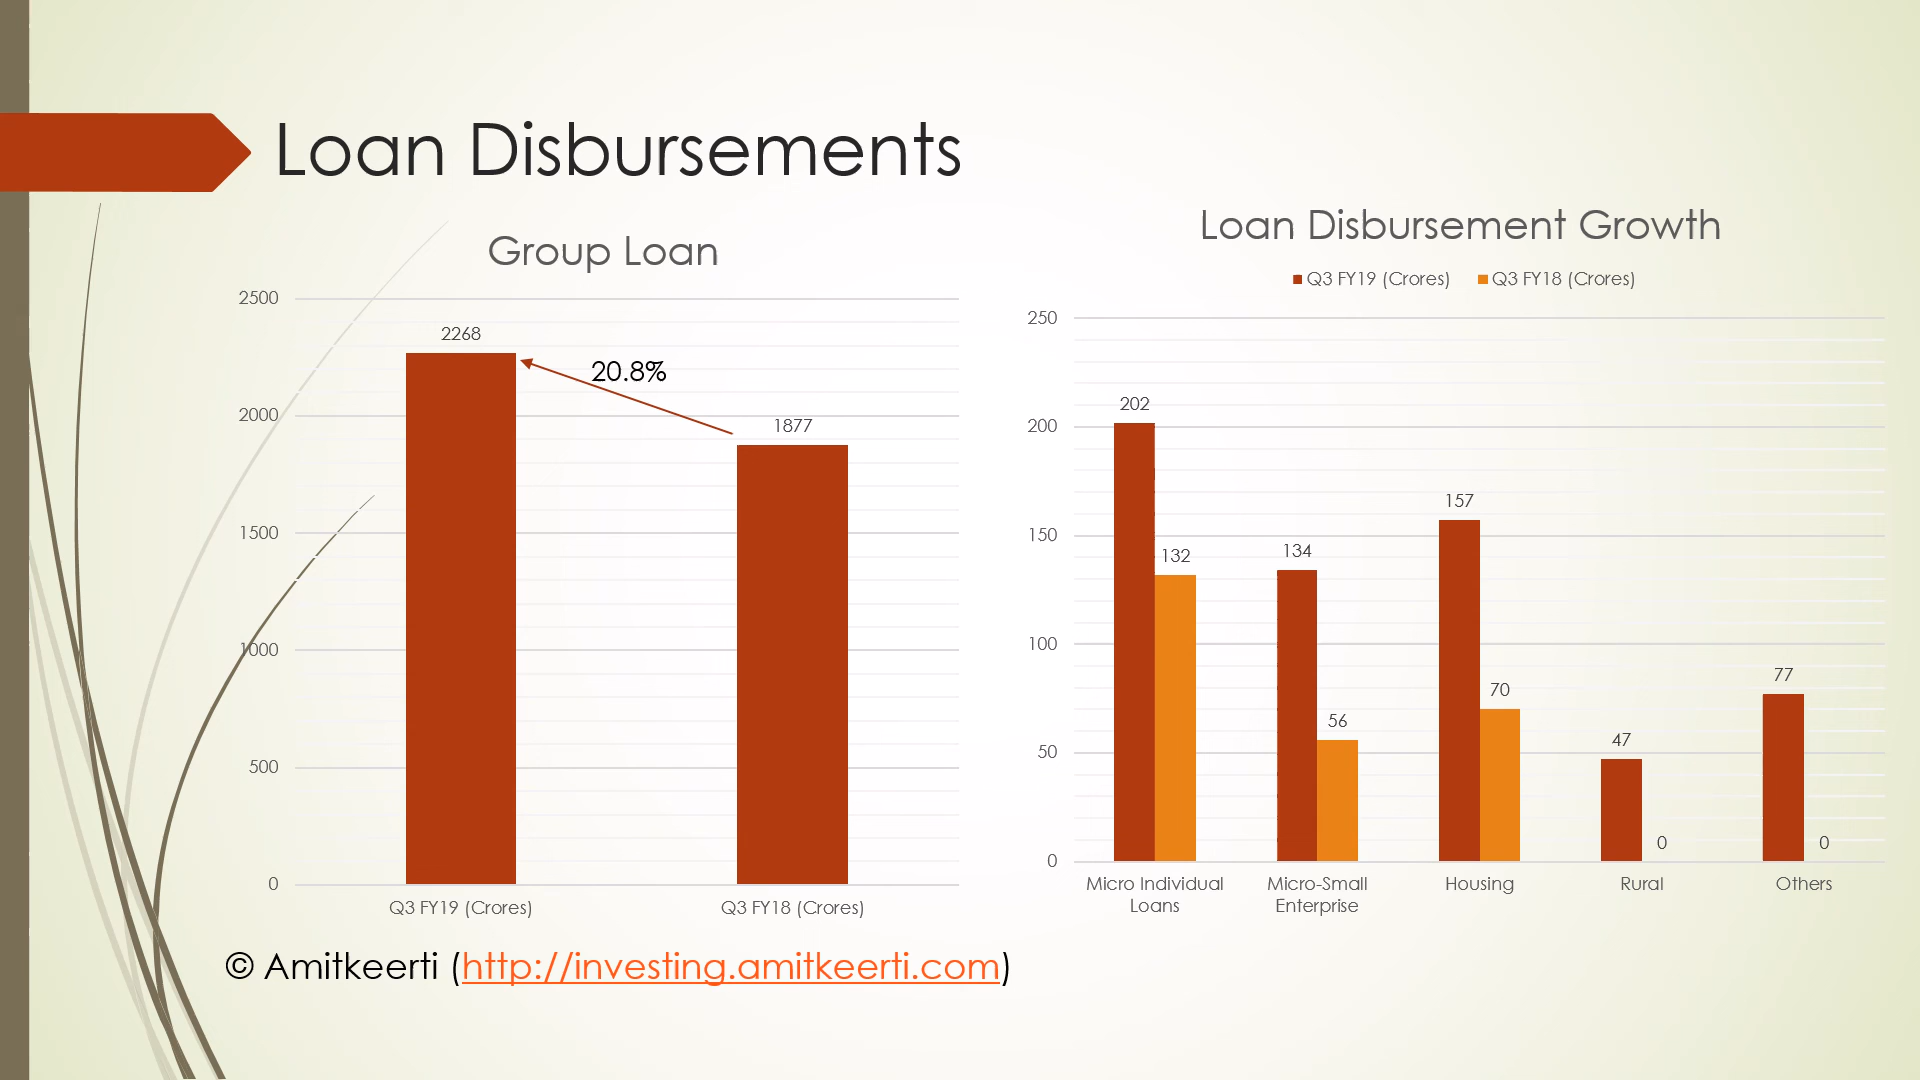 Loan Disbursements
Group Loan
2500
2000
1500
1000
500
0
2268
20.8%
1877
Q3 FY19 (Crores)
Q3 FY18 (Crores)
Loan Disbursement Growth
Q3 FY19 (Crores) Q3 FY18 (Crores)
250
200
150
100
50
0
202
132
134
56
157
70
47
0
77
0
Micro Individual
Loans
Micro-Small
Enterprise
Housing
Rural
Others
© Amitkeerti (http://investing.amitkeerti.com)